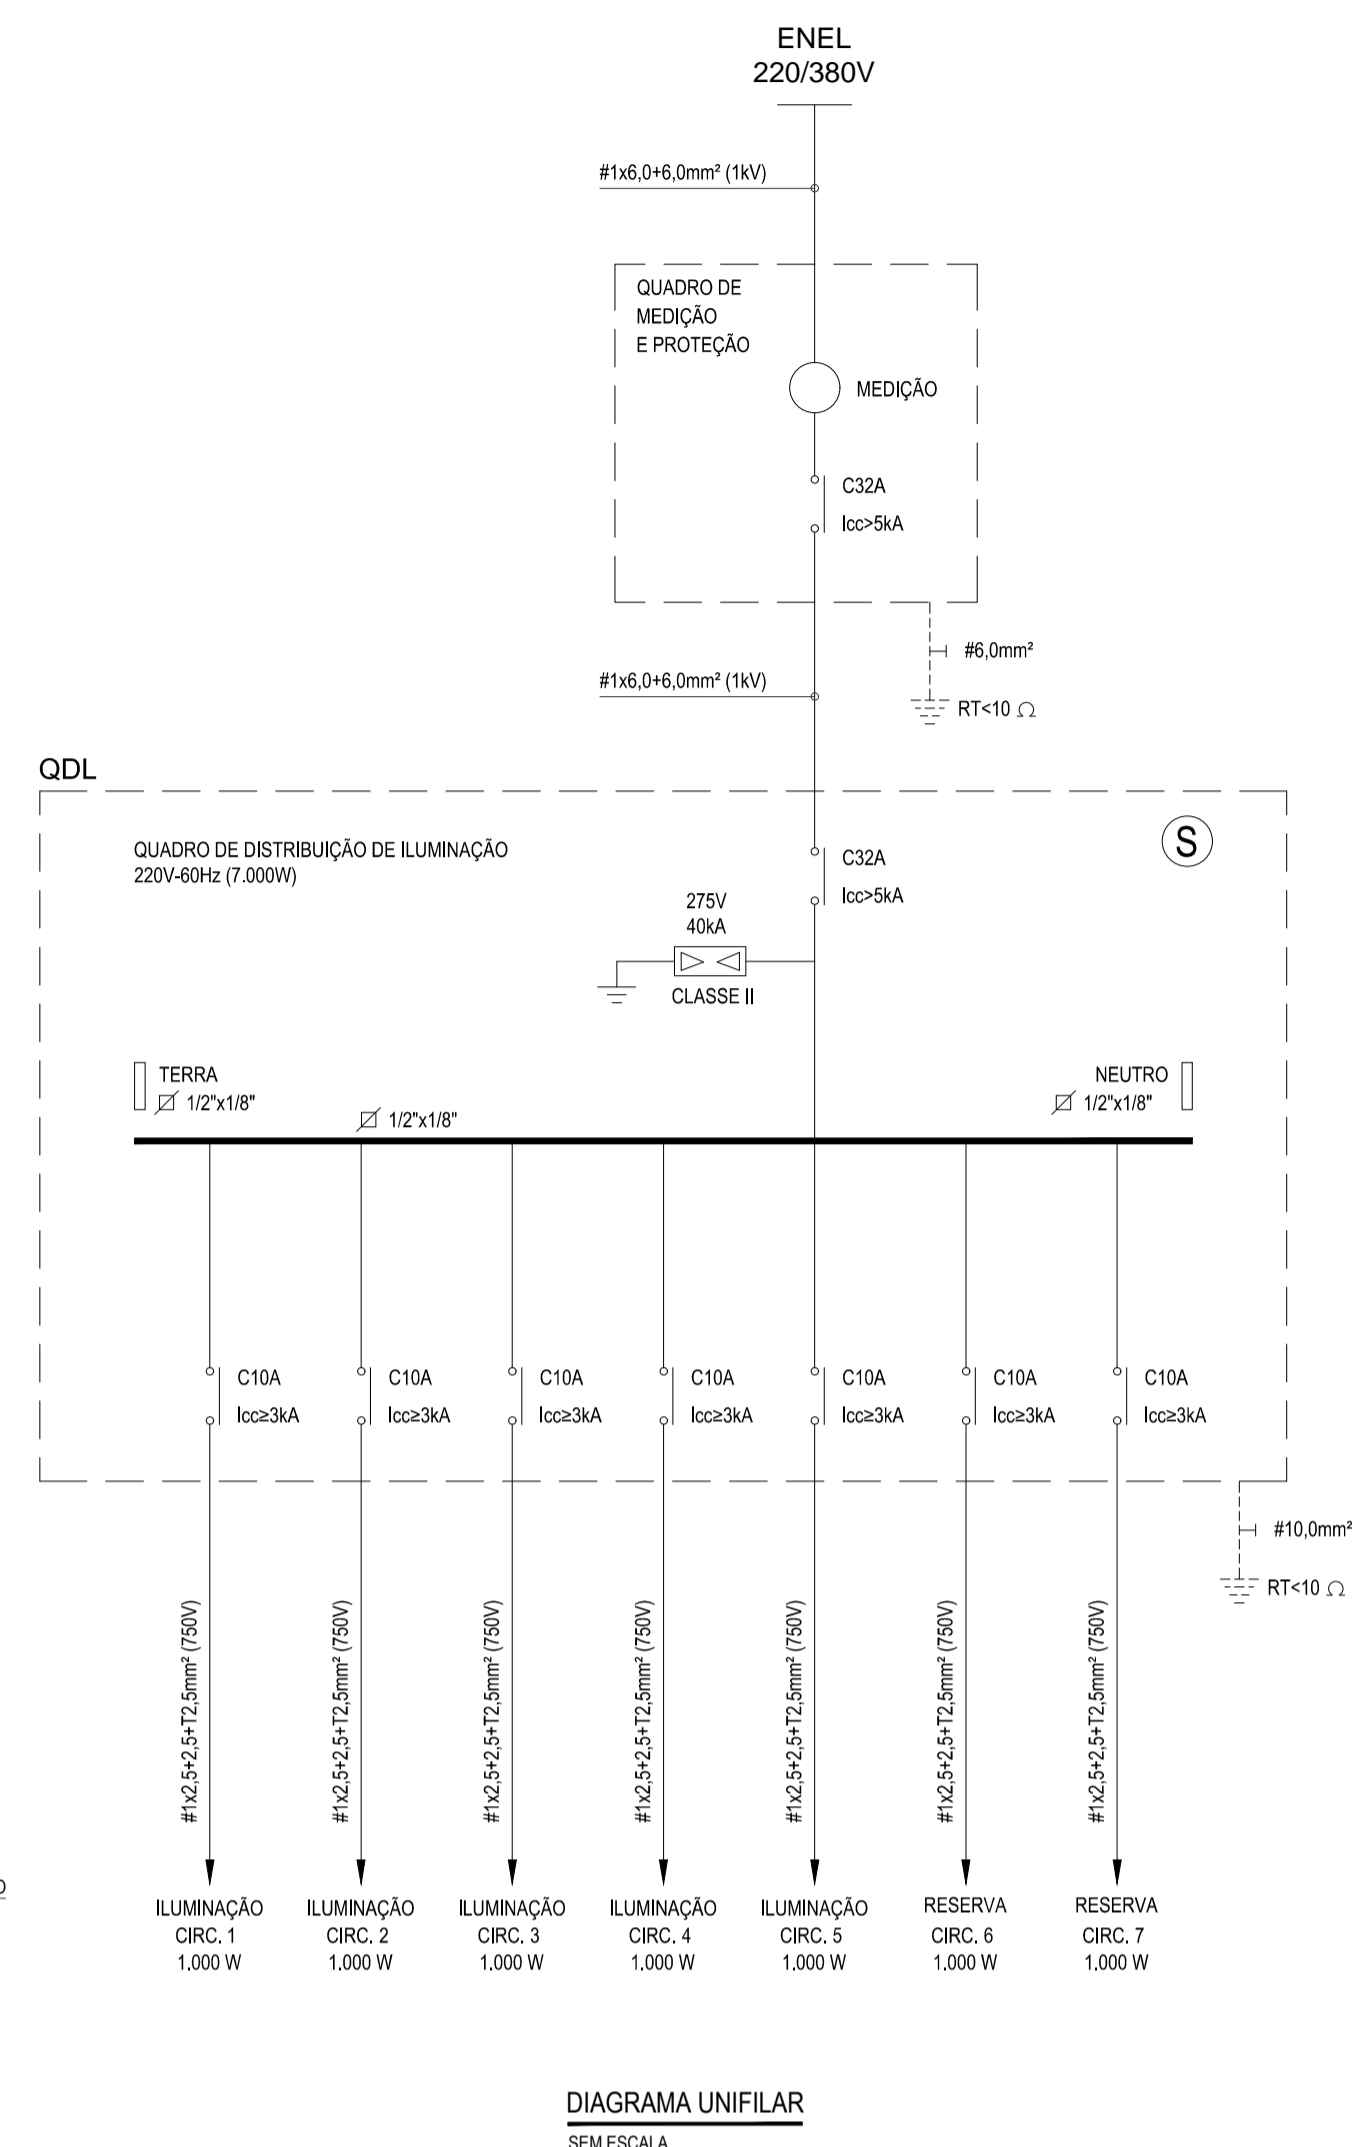 ENEL
220/380V
#1x6,0+6,0mm² (1kV)
QUADRO DE
MEDIÇÃO
E PROTEÇÃO
MEDIÇÃO
C32A
Icc>5kA
#6,0mm²
RT<10 Ω
#1x6,0+6,0mm² (1kV)
QDL
QUADRO DE DISTRIBUIÇÃO DE ILUMINAÇÃO
220V-60Hz (7.000W)
S
C32A
Icc>5kA
275V
40kA
CLASSE II
TERRA
1/2"x1/8"
1/2"x1/8"
NEUTRO
1/2"x1/8"
C10A
Icc≥3kA
C10A
Icc≥3kA
C10A
Icc≥3kA
C10A
Icc≥3kA
C10A
Icc≥3kA
C10A
Icc≥3kA
C10A
Icc≥3kA
#10,0mm²
RT<10 Ω
#1x2,5+2,5+T2,5mm² (750V)
#1x2,5+2,5+T2,5mm² (750V)
#1x2,5+2,5+T2,5mm² (750V)
#1x2,5+2,5+T2,5mm² (750V)
#1x2,5+2,5+T2,5mm² (750V)
#1x2,5+2,5+T2,5mm² (750V)
#1x2,5+2,5+T2,5mm² (750V)
ILUMINAÇÃO
CIRC. 1
1.000 W
ILUMINAÇÃO
CIRC. 2
1.000 W
ILUMINAÇÃO
CIRC. 3
1.000 W
ILUMINAÇÃO
CIRC. 4
1.000 W
ILUMINAÇÃO
CIRC. 5
1.000 W
RESERVA
CIRC. 6
1.000 W
RESERVA
CIRC. 7
1.000 W
DIAGRAMA UNIFILAR
SEM ESCALA